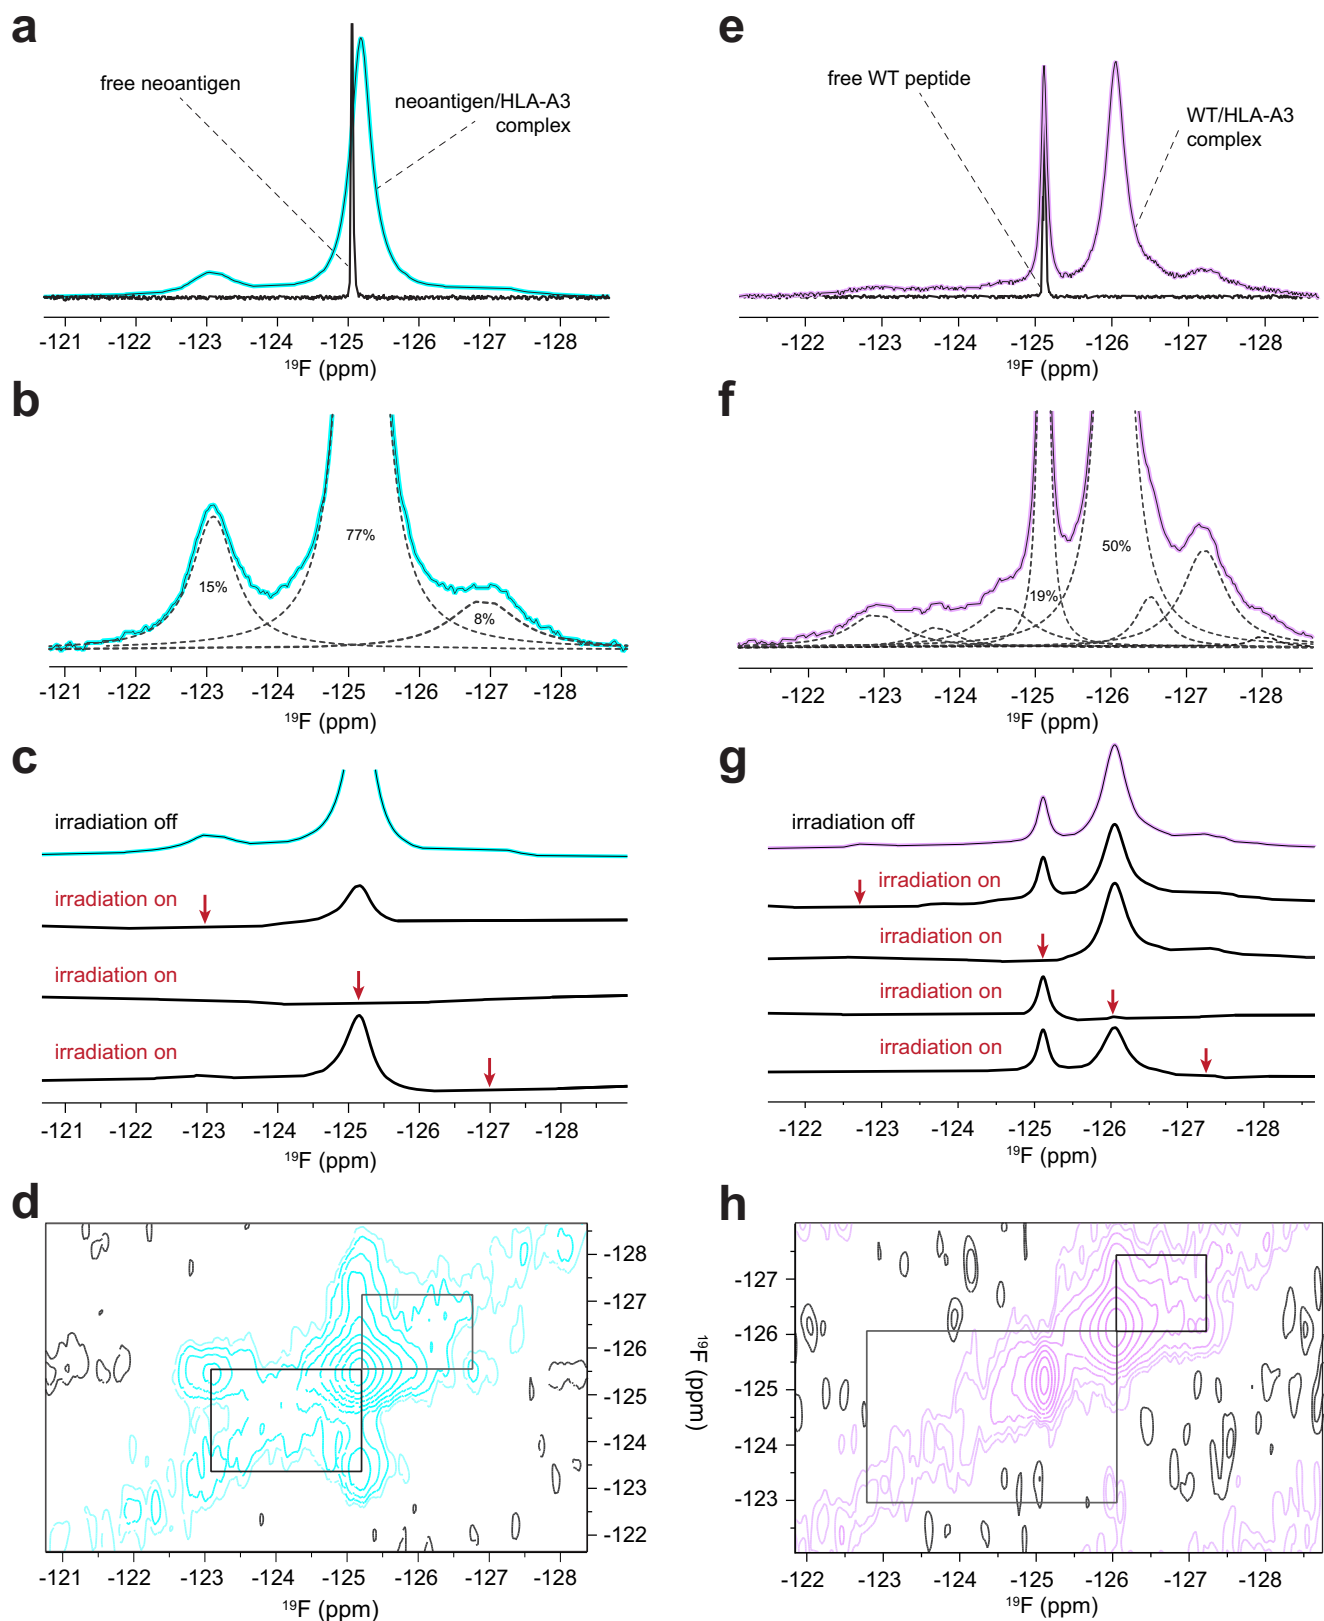 a
free neoantigen
neoantigen/HLA-A3
complex
-121 -122 -123 -124 -125 -126 -127 -128
¹⁹F (ppm)
b
15%
77%
8%
-121 -122 -123 -124 -125 -126 -127 -128
¹⁹F (ppm)
c
irradiation off
irradiation on
irradiation on
irradiation on
-121 -122 -123 -124 -125 -126 -127 -128
¹⁹F (ppm)
d
-128
-127
-126
-125
-124
-123
-122
-121 -122 -123 -124 -125 -126 -127 -128
¹⁹F (ppm)
e
free WT peptide
WT/HLA-A3
complex
-122 -123 -124 -125 -126 -127 -128
¹⁹F (ppm)
f
19%
50%
-122 -123 -124 -125 -126 -127 -128
¹⁹F (ppm)
g
irradiation off
irradiation on
irradiation on
irradiation on
irradiation on
-122 -123 -124 -125 -126 -127 -128
¹⁹F (ppm)
h
¹⁹F (ppm)
-127
-126
-125
-124
-123
-122 -123 -124 -125 -126 -127 -128
¹⁹F (ppm)